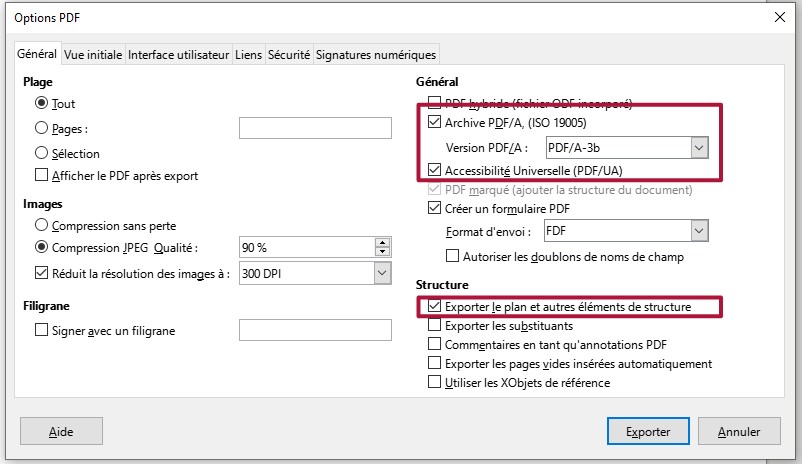 Options PDF
Général Vue initiale Interface utilisateur Liens Sécurité Signatures numériques
Plage
Tout
Pages :
Sélection
Afficher le PDF après export
Images
Compression sans perte
Compression JPEG Qualité : 90 %
Réduit la résolution des images à : 300 DPI
Filigrane
Signer avec un filigrane
Général
PDF hybride (fichier ODF incorporé)
Archive PDF/A, (ISO 19005)
Version PDF/A : PDF/A-3b
Accessibilité Universelle (PDF/UA)
PDF marqué (ajouter la structure du document)
Créer un formulaire PDF
Format d'envoi : FDF
Autoriser les doublons de noms de champ
Structure
Exporter le plan et autres éléments de structure
Exporter les substituants
Commentaires en tant qu'annotations PDF
Exporter les pages vides insérées automatiquement
Utiliser les XObjets de référence
Aide
Exporter
Annuler